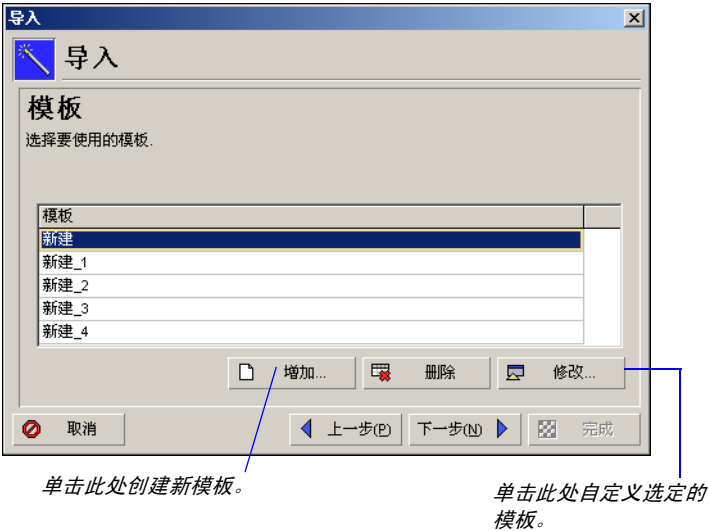 导入
导入
模板
选择要使用的模板.
模板
新建
新建_1
新建_2
新建_3
新建_4
增加...
删除
修改...
取消
上一步(P)
下一步(N)
完成
单击此处创建新模板。
单击此处自定义选定的
模板。